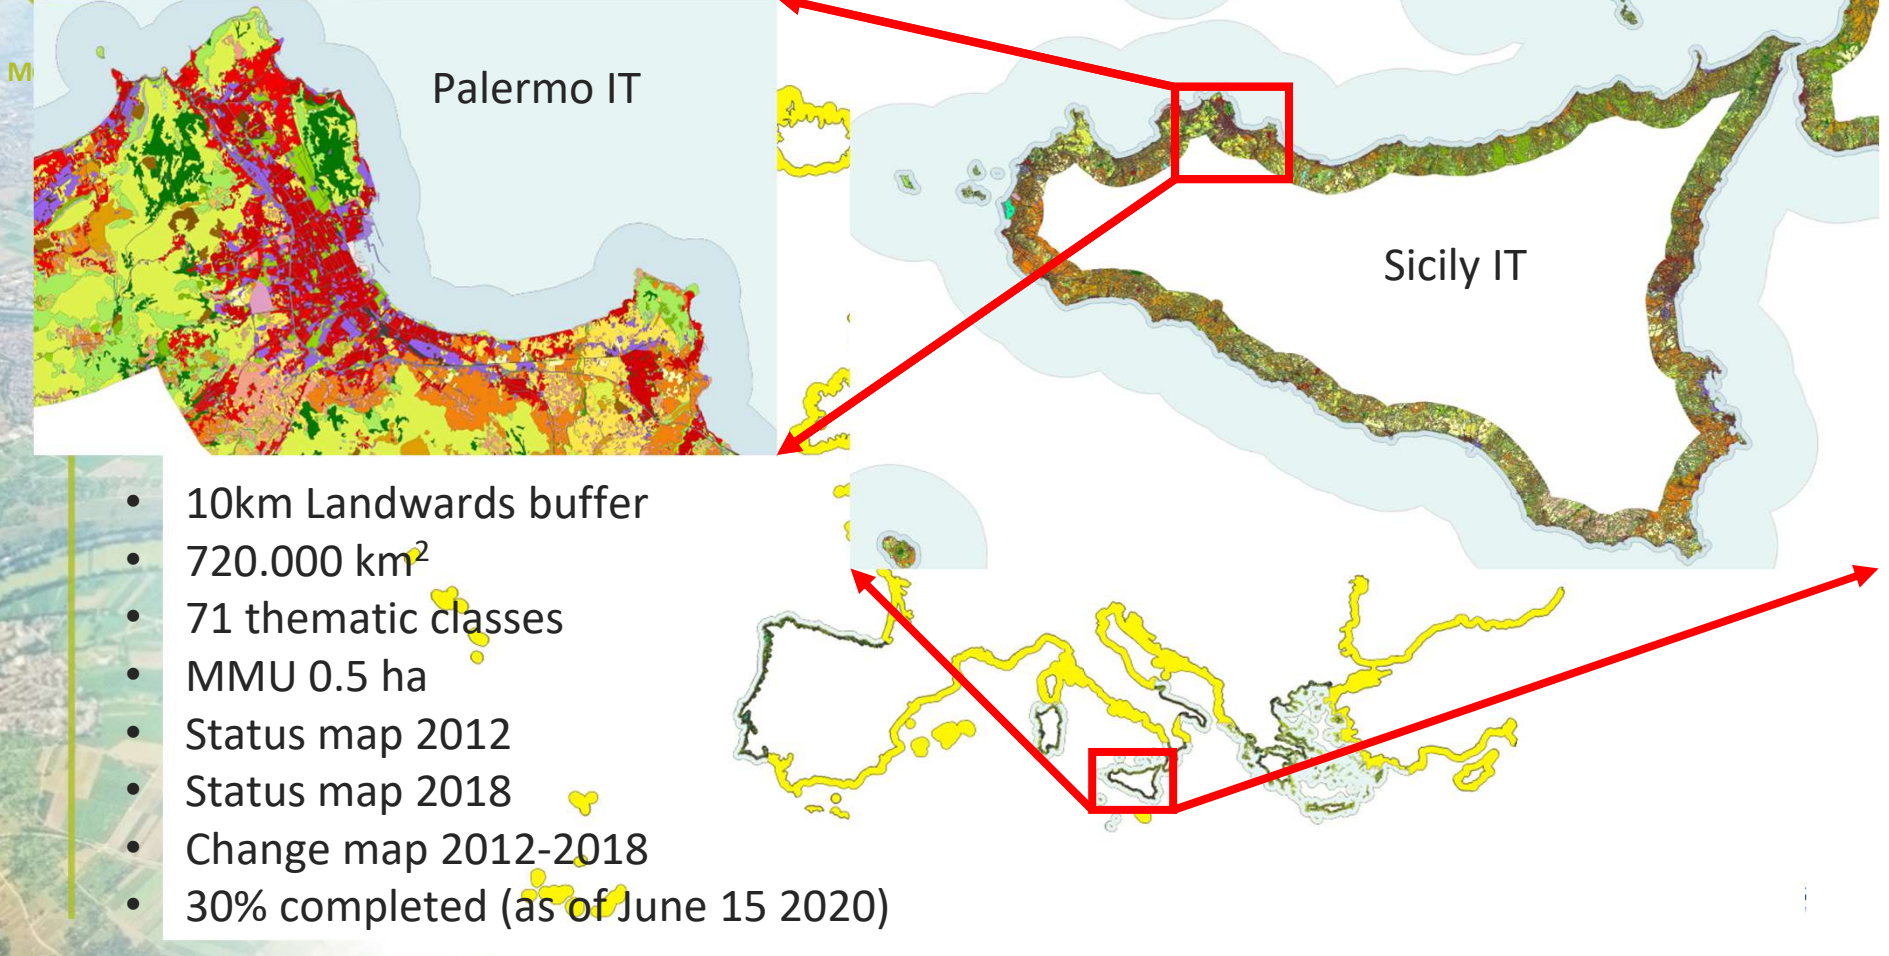 Palermo IT
Sicily IT
• 10km Landwards buffer
• 720.000 km²
• 71 thematic classes
• MMU 0.5 ha
• Status map 2012
• Status map 2018
• Change map 2012-2018
• 30% completed (as of June 15 2020)